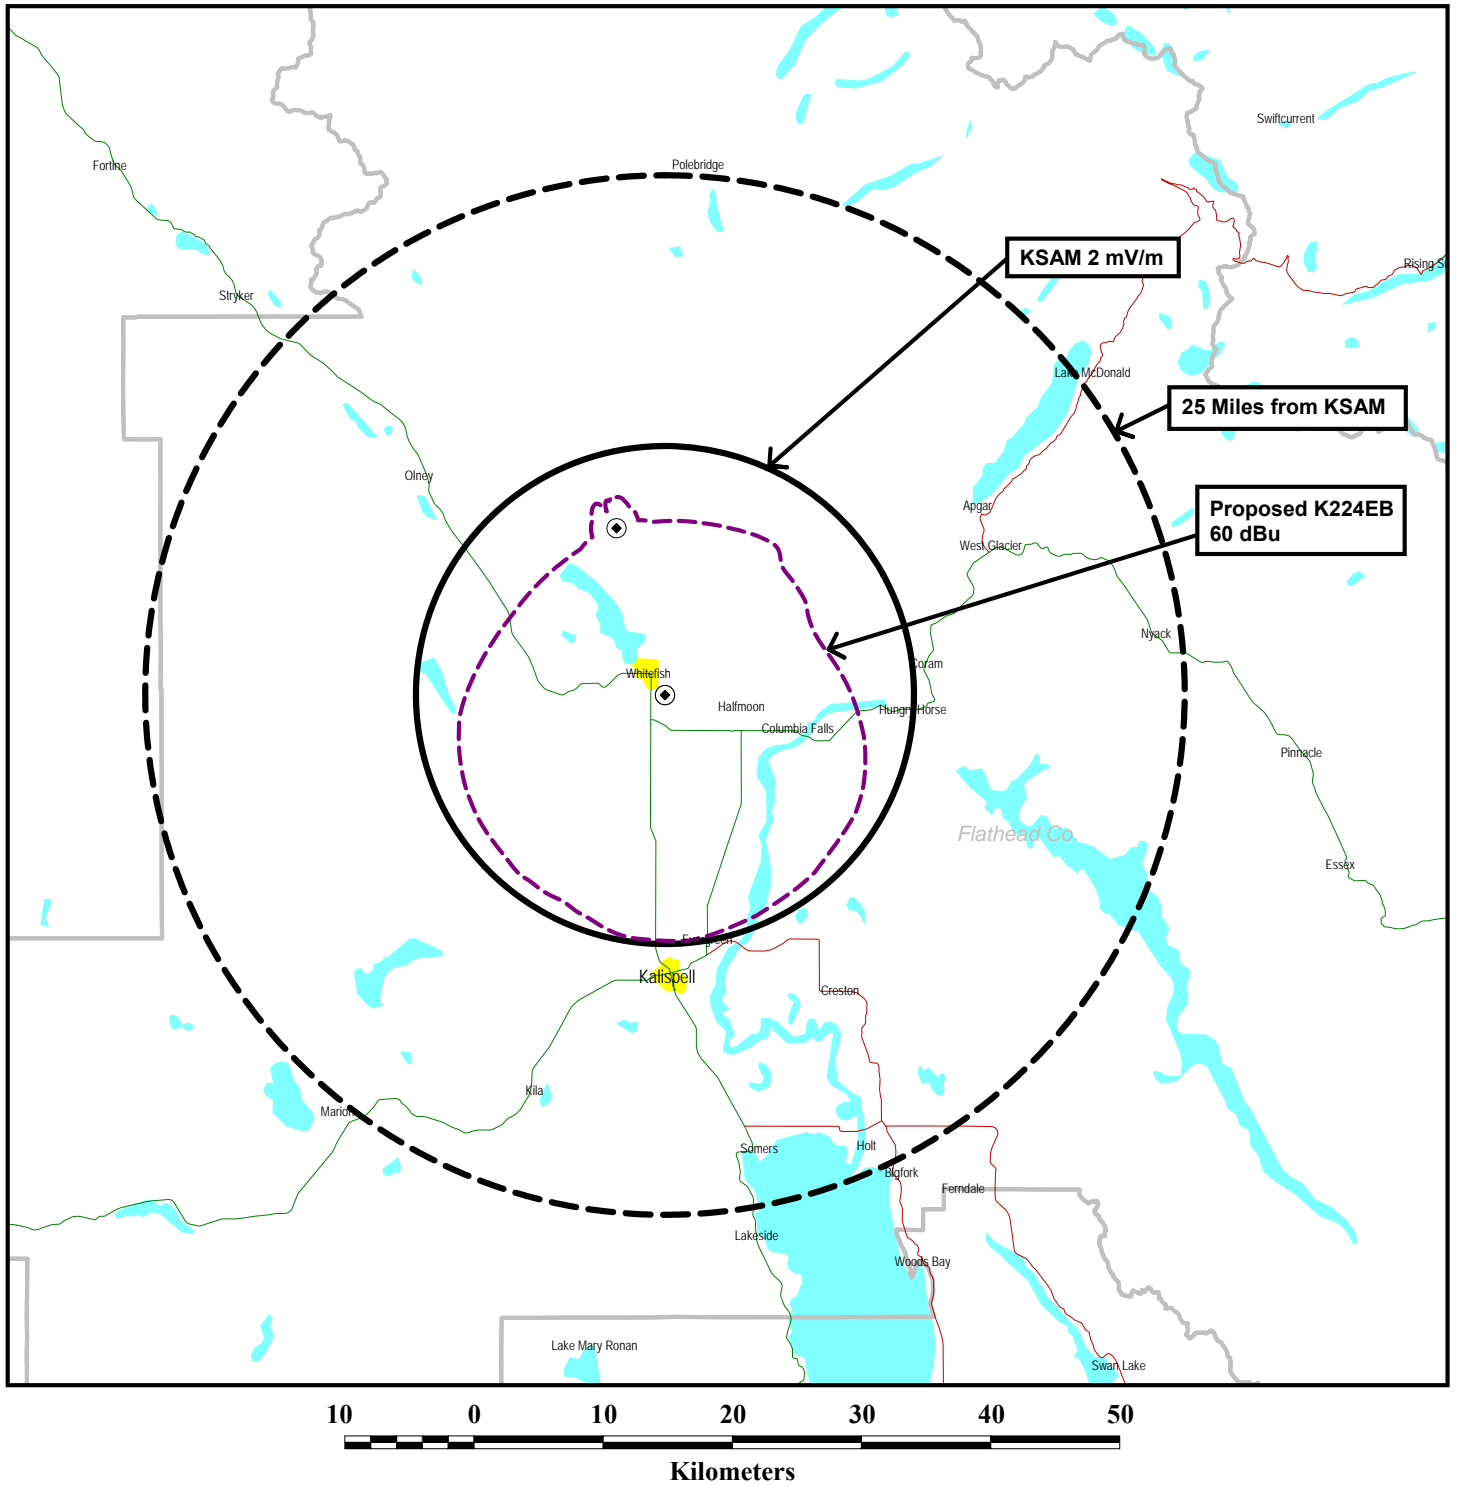 Swiftcurrent
Fortine
Polebridge
KSAM 2 mV/m
Rising S
Stryker
Lake McDonald
25 Miles from KSAM
Olney
Apgar
Proposed K224EB
60 dBu
West Glacier
Nyack
Coram
Whitefish
Halfmoon
Hungry Horse
Columbia Falls
Pinnacle
Flathead Co.
Essex
Evergreen
Kalispell
Creston
Kila
Marion
Somers
Holt
Bigfork
Ferndale
Lakeside
Woods Bay
Lake Mary Ronan
Swan Lake
10 0 10 20 30 40 50
Kilometers